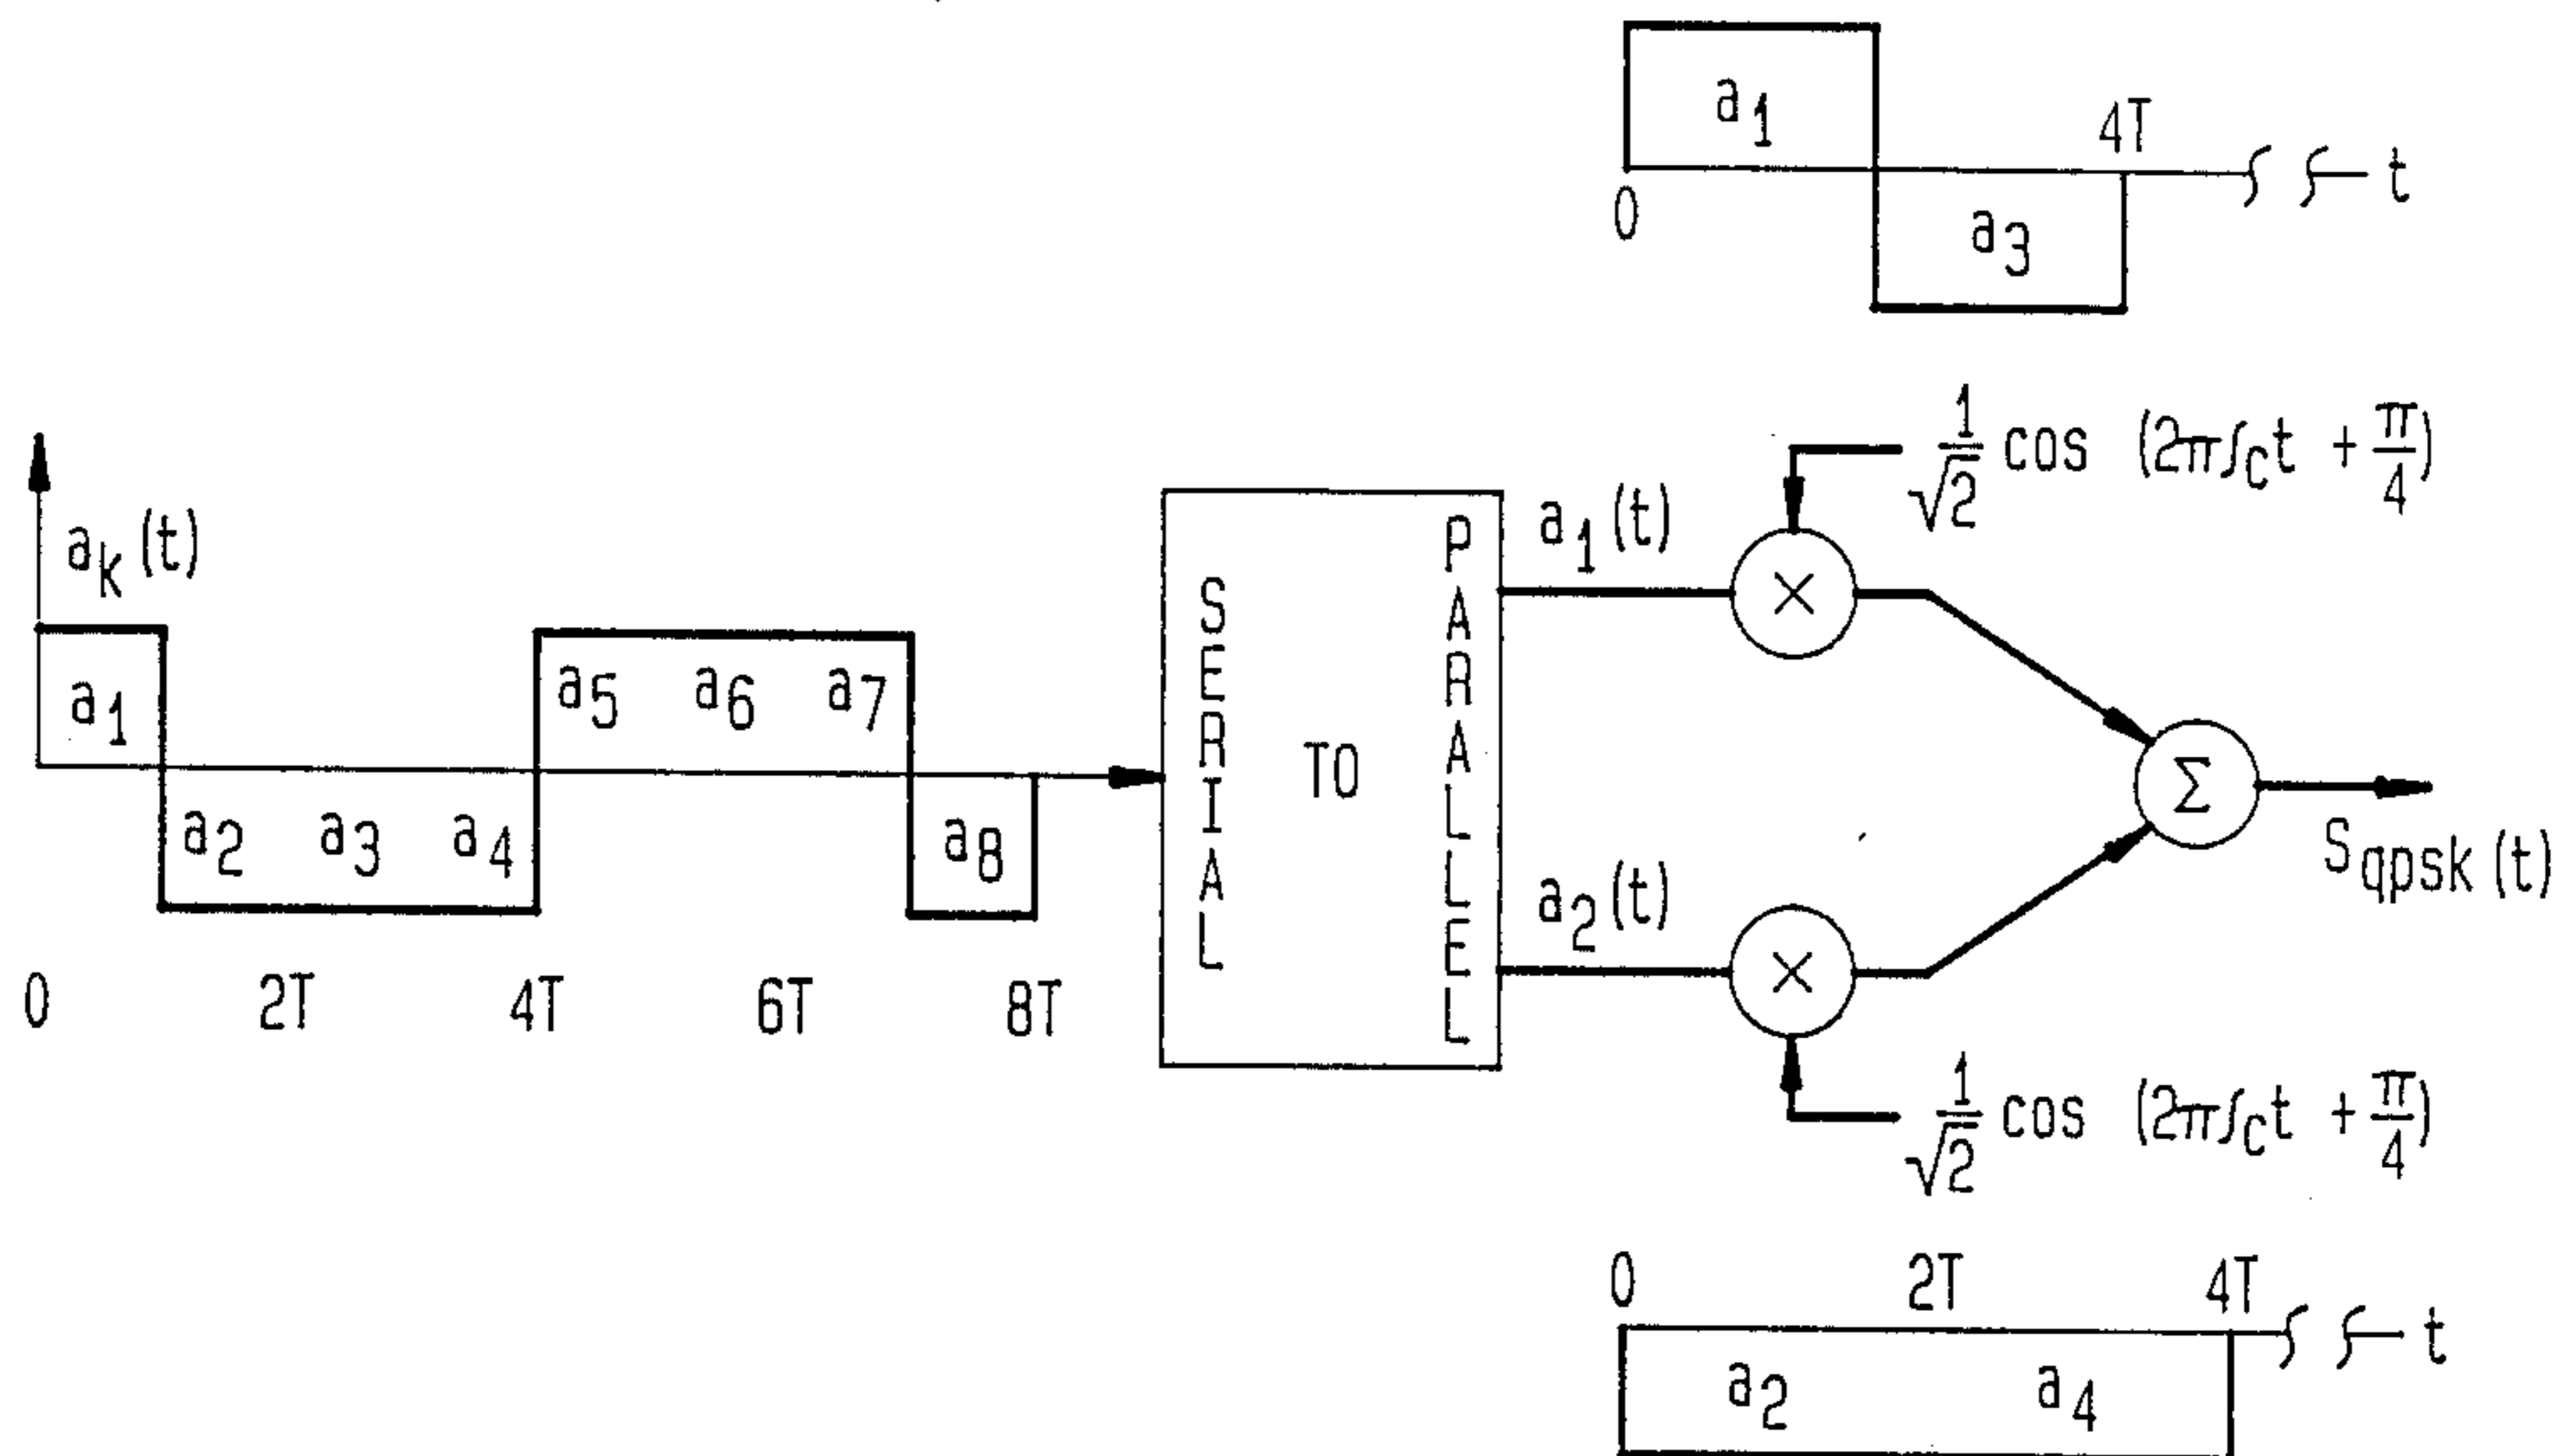 a1
4T
t
0
a3
1/√2 cos (2πfct + π/4)
ak(t)
a1(t)
a1
a5 a6 a7
SERIAL TO PARALLEL
a2 a3 a4
a8
Σ
Sqpsk(t)
a2(t)
0 2T 4T 6T 8T
1/√2 cos (2πfct + π/4)
0 2T 4T
t
a2 a4